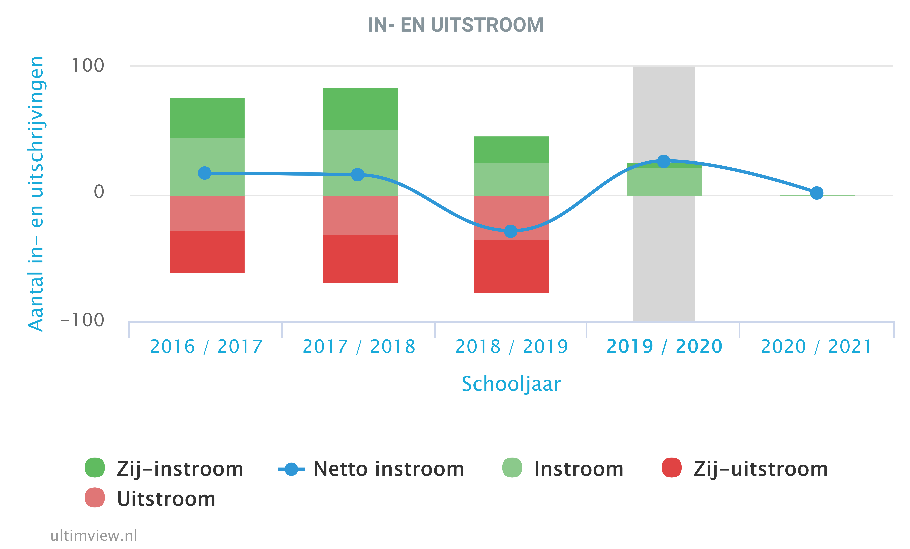 IN- EN UITSTROOM
Aantal in- en uitschrijvingen
100
0
-100
2016 / 2017
2017 / 2018
2018 / 2019
2019 / 2020
2020 / 2021
Schooljaar
Zij-instroom
Netto instroom
Instroom
Zij-uitstroom
Uitstroom
ultimview.nl